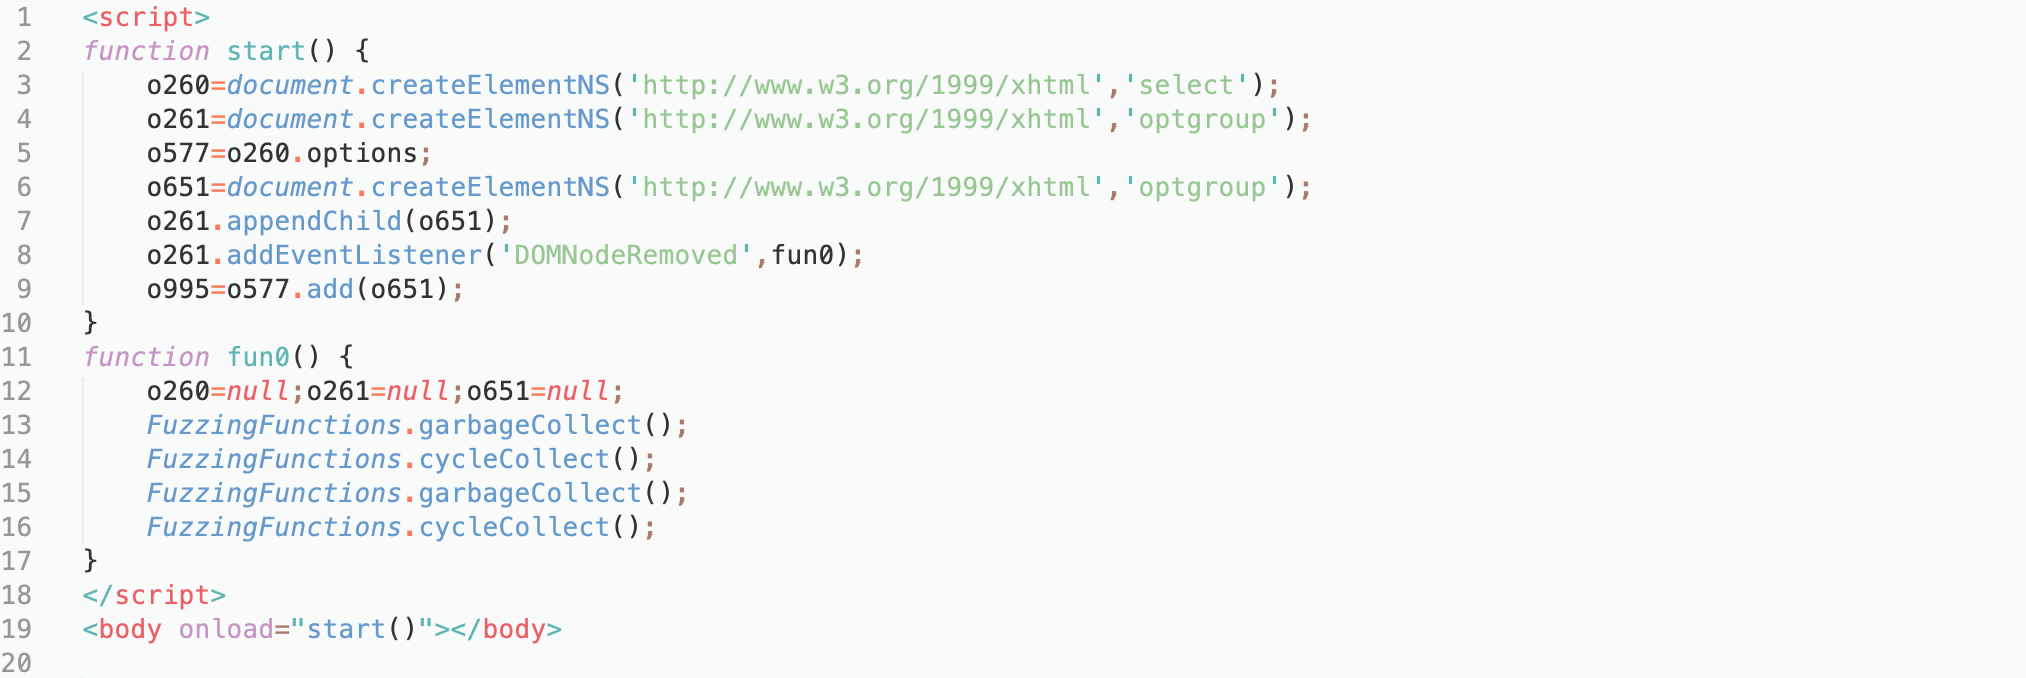 1 <script>
2 function start() {
3 o260=document.createElementNS('http://www.w3.org/1999/xhtml','select');
4 o261=document.createElementNS('http://www.w3.org/1999/xhtml','optgroup');
5 o577=o260.options;
6 o651=document.createElementNS('http://www.w3.org/1999/xhtml','optgroup');
7 o261.appendChild(o651);
8 o261.addEventListener('DOMNodeRemoved',fun0);
9 o995=o577.add(o651);
10 }
11 function fun0() {
12 o260=null;o261=null;o651=null;
13 FuzzingFunctions.garbageCollect();
14 FuzzingFunctions.cycleCollect();
15 FuzzingFunctions.garbageCollect();
16 FuzzingFunctions.cycleCollect();
17 }
18 </script>
19 <body onload="start()"></body>
20